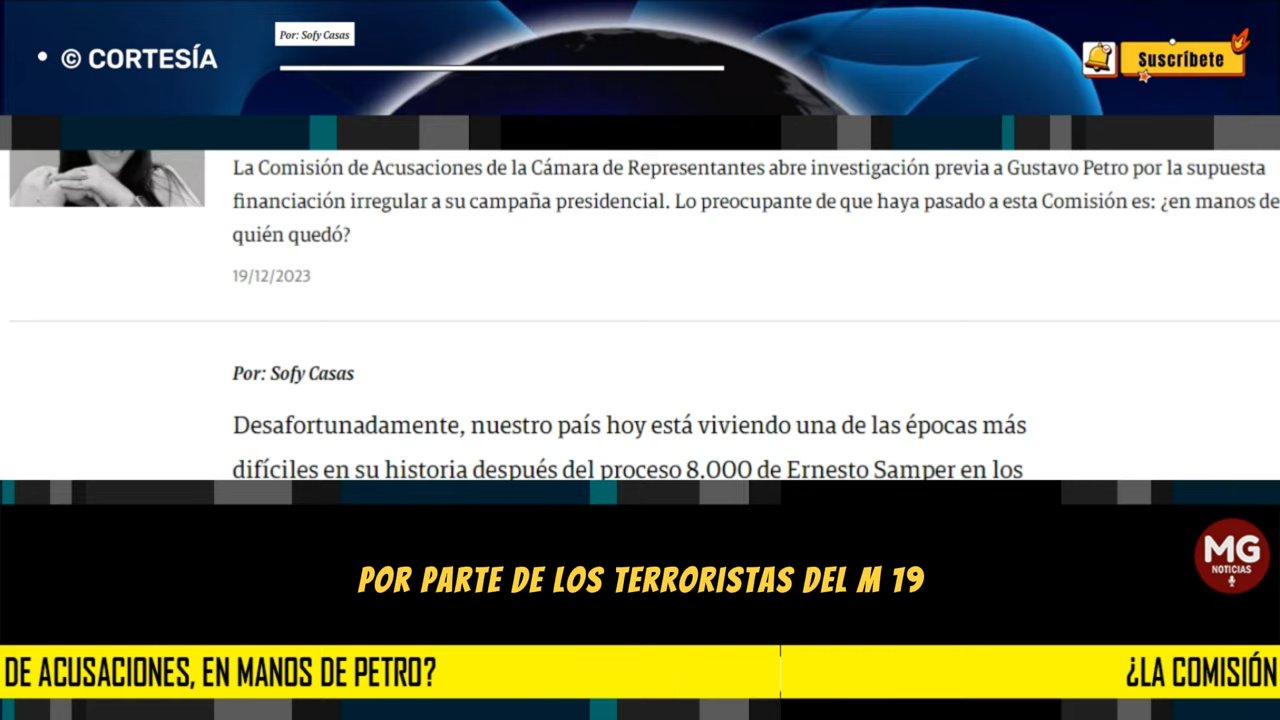 Por: Sofy Casas
• © CORTESÍA
Suscríbete
La Comisión de Acusaciones de la Cámara de Representantes abre investigación previa a Gustavo Petro por la supuesta
financiación irregular a su campaña presidencial. Lo preocupante de que haya pasado a esta Comisión es: ¿en manos de
quién quedó?
19/12/2023
Por: Sofy Casas
Desafortunadamente, nuestro país hoy está viviendo una de las épocas más
difíciles en su historia después del proceso 8.000 de Ernesto Samper en los
MG
NOTICIAS
POR PARTE DE LOS TERRORISTAS DEL M 19
DE ACUSACIONES, EN MANOS DE PETRO?
¿LA COMISIÓN